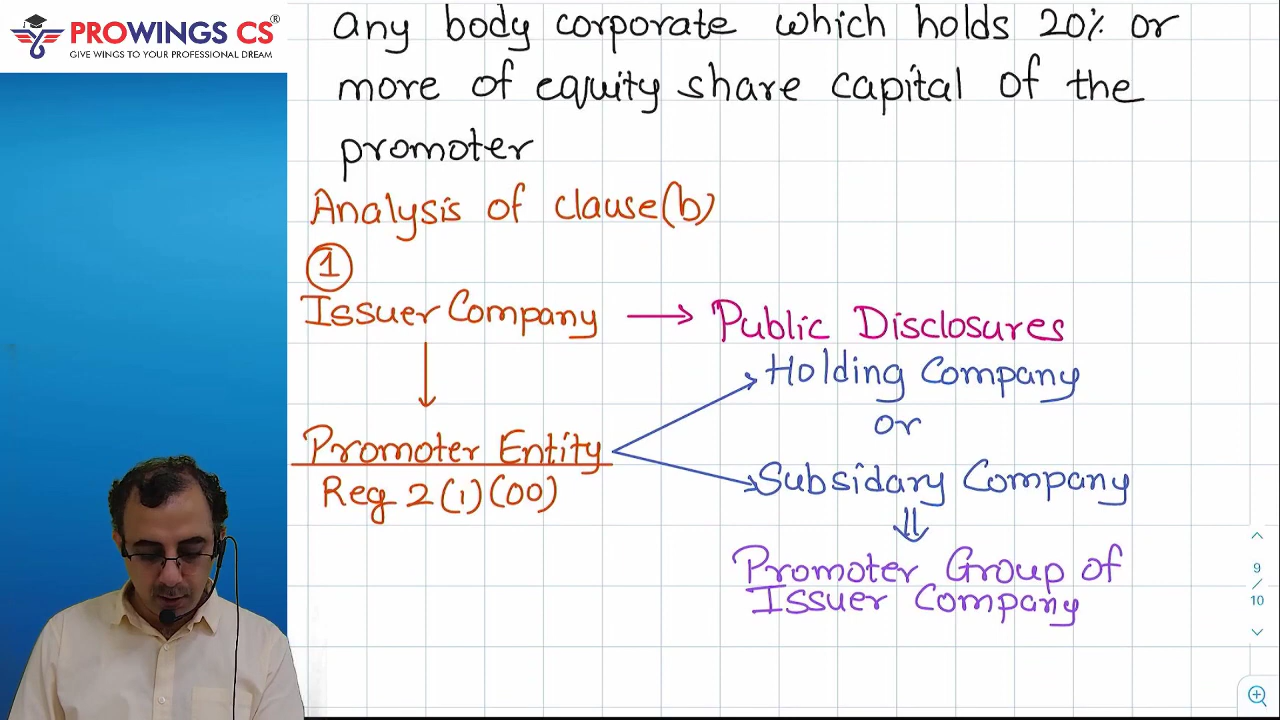 PROWINGS CS®
GIVE WINGS TO YOUR PROFESSIONAL DREAM
any body corporate which holds 20% or
more of equity share capital of the
promoter
Analysis of clause(b)
1
Issuer Company → Public Disclosures
Holding Company
or
Promoter Entity
Subsidary Company
Reg 2(1)(00)
Promoter Group of
Issuer Company
9
/
10